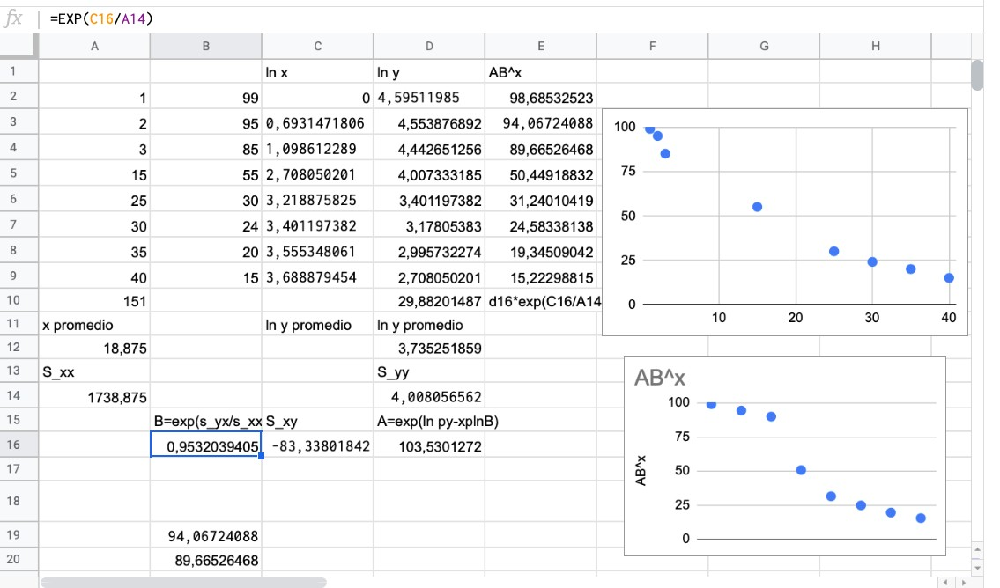 fx =EXP(C16/A14)
A B C D E F G H
1 ln x ln y AB^x
2 1 99 0 4,59511985 98,68532523
3 2 95 0,6931471806 4,553876892 94,06724088
4 3 85 1,098612289 4,442651256 89,66526468
5 15 55 2,708050201 4,007333185 50,44918832
6 25 30 3,218875825 3,401197382 31,24010419
7 30 24 3,401197382 3,17805383 24,58338138
8 35 20 3,555348061 2,995732274 19,34509042
9 40 15 3,688879454 2,708050201 15,22298815
10 151 29,88201487 d16*exp(C16/A14
11 x promedio ln y promedio ln y promedio
12 18,875 3,735251859
13 S_xx S_yy
14 1738,875 4,008056562
15 B=exp(s_yx/s_xx S_xy A=exp(ln py-xplnB)
16 0,9532039405 -83,33801842 103,5301272
17
18
19 94,06724088
20 89,66526468
100
75
50
25
0
10 20 30 40
AB^x
100
75
50
25
0
AB^x